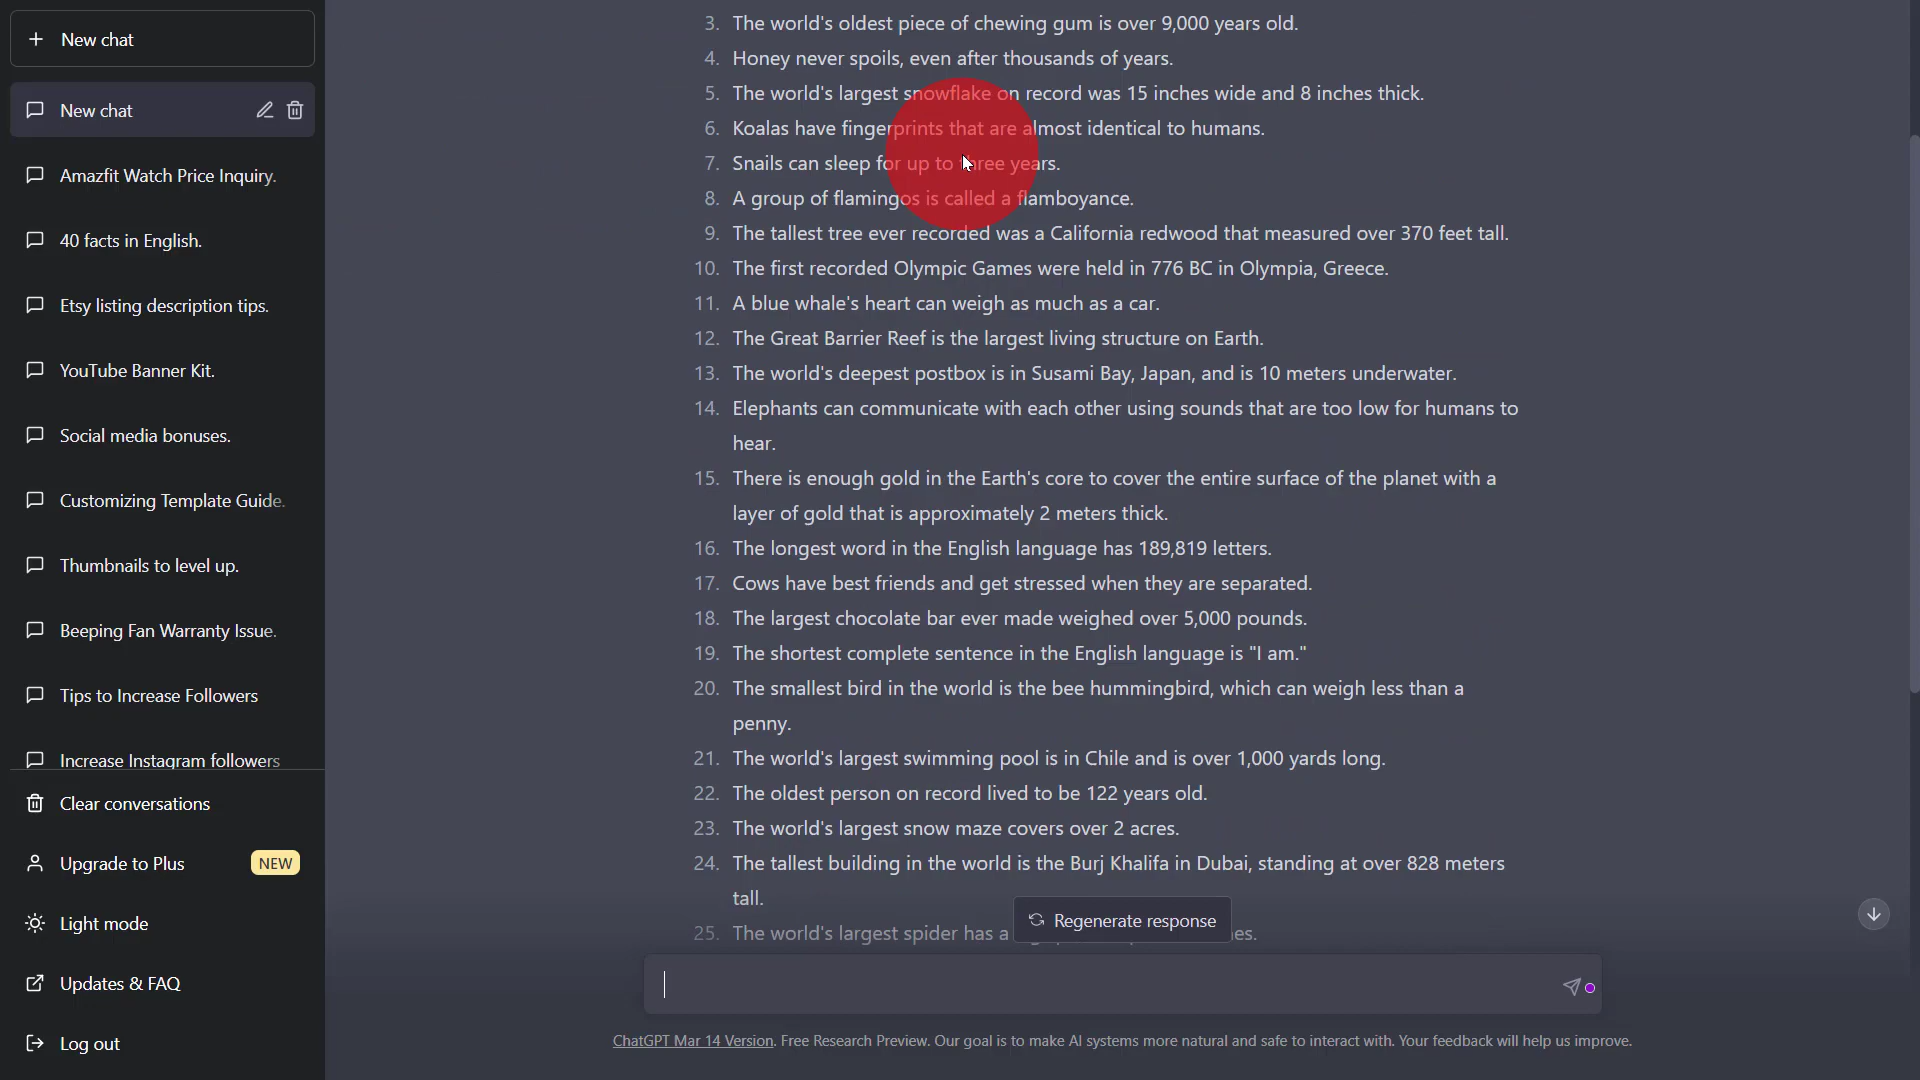 New chat
New chat
Amazfit Watch Price Inquiry.
40 facts in English.
Etsy listing description tips.
YouTube Banner Kit.
Social media bonuses.
Customizing Template Guide.
Thumbnails to level up.
Beeping Fan Warranty Issue.
Tips to Increase Followers
Increase Instagram followers
Clear conversations
Upgrade to Plus NEW
Light mode
Updates & FAQ
Log out
3. The world's oldest piece of chewing gum is over 9,000 years old.
4. Honey never spoils, even after thousands of years.
5. The world's largest snowflake on record was 15 inches wide and 8 inches thick.
6. Koalas have fingerprints that are almost identical to humans.
7. Snails can sleep for up to three years.
8. A group of flamingos is called a flamboyance.
9. The tallest tree ever recorded was a California redwood that measured over 370 feet tall.
10. The first recorded Olympic Games were held in 776 BC in Olympia, Greece.
11. A blue whale's heart can weigh as much as a car.
12. The Great Barrier Reef is the largest living structure on Earth.
13. The world's deepest postbox is in Susami Bay, Japan, and is 10 meters underwater.
14. Elephants can communicate with each other using sounds that are too low for humans to
hear.
15. There is enough gold in the Earth's core to cover the entire surface of the planet with a
layer of gold that is approximately 2 meters thick.
16. The longest word in the English language has 189,819 letters.
17. Cows have best friends and get stressed when they are separated.
18. The largest chocolate bar ever made weighed over 5,000 pounds.
19. The shortest complete sentence in the English language is "I am."
20. The smallest bird in the world is the bee hummingbird, which can weigh less than a
penny.
21. The world's largest swimming pool is in Chile and is over 1,000 yards long.
22. The oldest person on record lived to be 122 years old.
23. The world's largest snow maze covers over 2 acres.
24. The tallest building in the world is the Burj Khalifa in Dubai, standing at over 828 meters
tall.
25. The world's largest spider has a
Regenerate response
ChatGPT Mar 14 Version. Free Research Preview. Our goal is to make AI systems more natural and safe to interact with. Your feedback will help us improve.